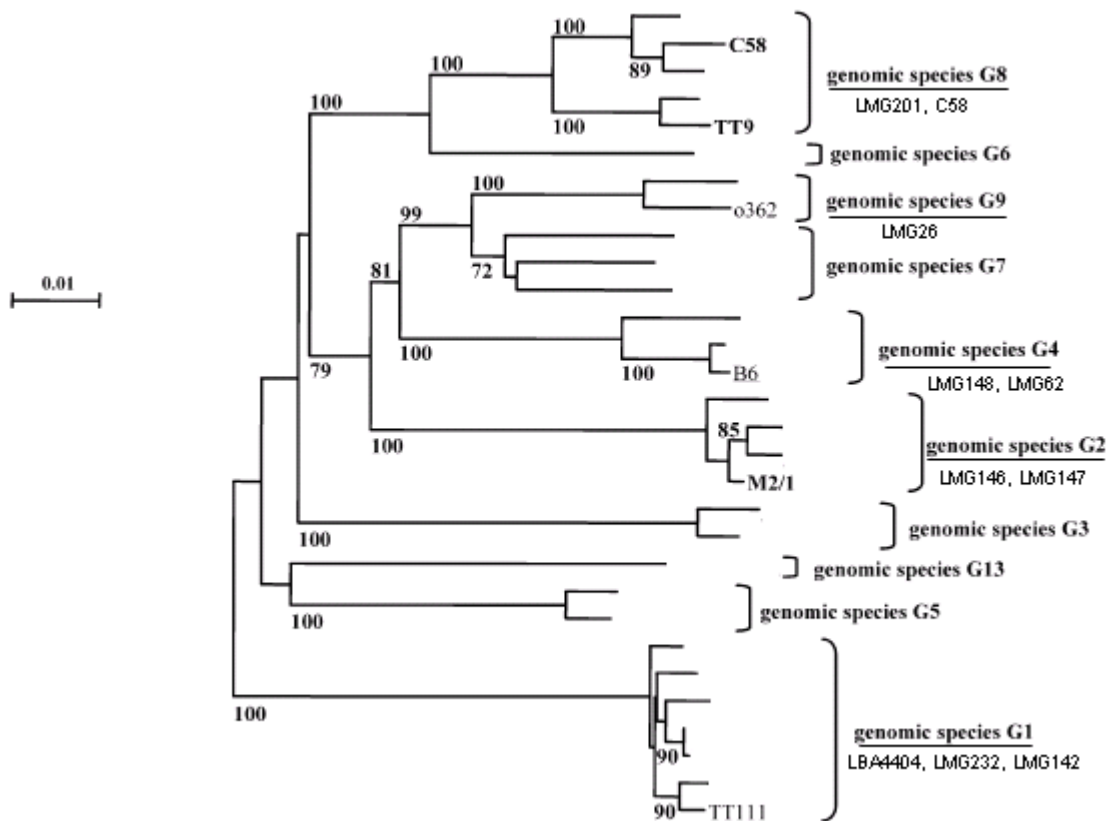 100
C58
89
100
genomic species G8
LMG201, C58
100
100
TT9
genomic species G6
100
genomic species G9
o362
LMG26
99
72
genomic species G7
0.01
81
100
genomic species G4
100
B6
LMG148, LMG62
79
100
85
genomic species G2
M2/1
LMG146, LMG147
100
genomic species G3
genomic species G13
100
genomic species G5
100
genomic species G1
90
LBA4404, LMG232, LMG142
90
TT111